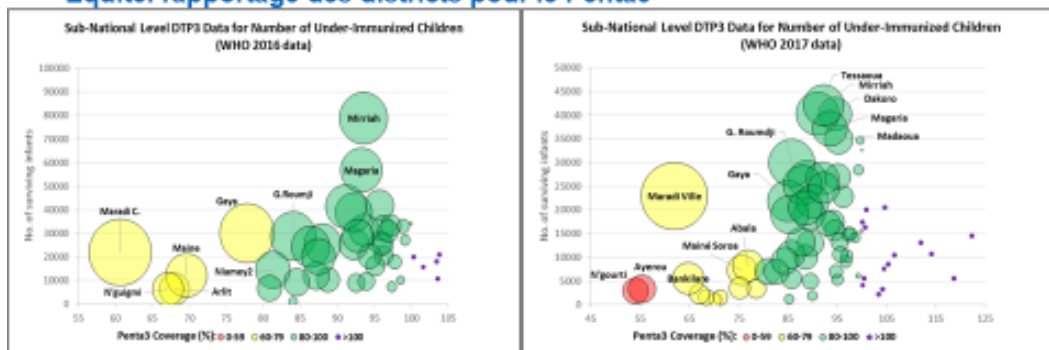 Equité: rapportage des districts pour le Penta3
Sub-National Level DTP3 Data for Number of Under-Immunized Children
(WHO 2016 data)
No. of surviving infants
100000
90000
80000
70000
60000
50000
40000
30000
20000
10000
0
Mirriah
Magaria
G.Roumji
Gaya
Maradi C.
Maine
Niamey2
N'guigmi
Arlit
55 60 65 70 75 80 85 90 95 100 105
Penta3 Coverage (%): 0-59 60-79 80-100 >100
Sub-National Level DTP3 Data for Number of Under-Immunized Children
(WHO 2017 data)
No. of surviving infants
50000
45000
40000
35000
30000
25000
20000
15000
10000
5000
0
Tessaoua
Mirriah
Dakoro
Magaria
Madaoua
G. Roumdji
Gaya
Maradi Ville
Abala
Mainé Soroa
Ayerou
N'gourti
Bankilare
45 55 65 75 85 95 105 115 125
Penta3 Coverage (%): 0-59 60-79 80-100 >100